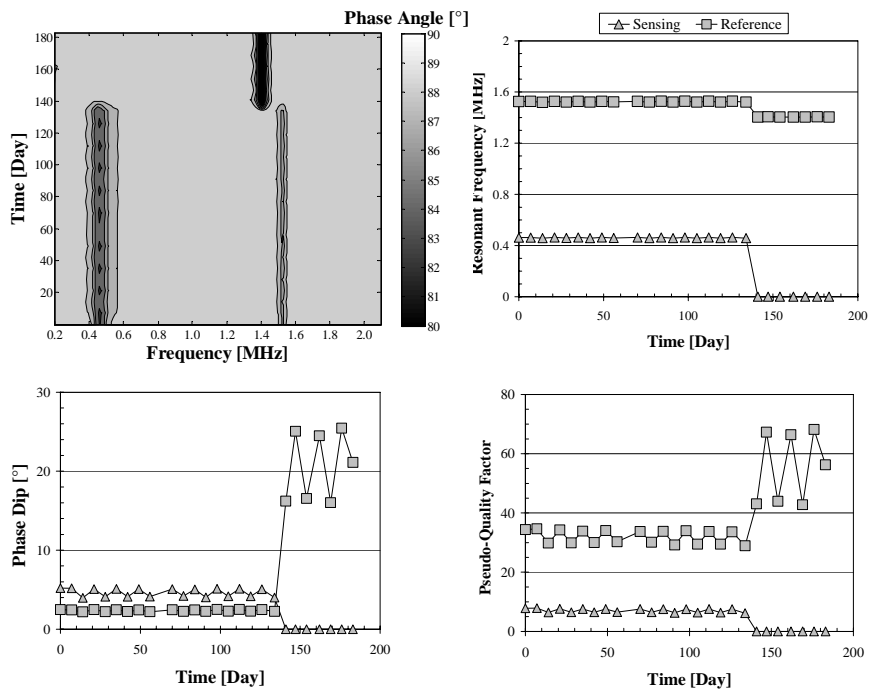 Phase Angle [°]
180
160
140
120
100
80
60
40
20
Time [Day]
0.2 0.4 0.6 0.8 1.0 1.2 1.4 1.6 1.8 2.0
Frequency [MHz]
90
89
88
87
86
85
84
83
82
81
80
Sensing Reference
2
1.6
1.2
0.8
0.4
0
Resonant Frequency [MHz]
0 50 100 150 200
Time [Day]
30
20
10
0
Phase Dip [°]
0 50 100 150 200
Time [Day]
80
60
40
20
0
Pseudo-Quality Factor
0 50 100 150 200
Time [Day]